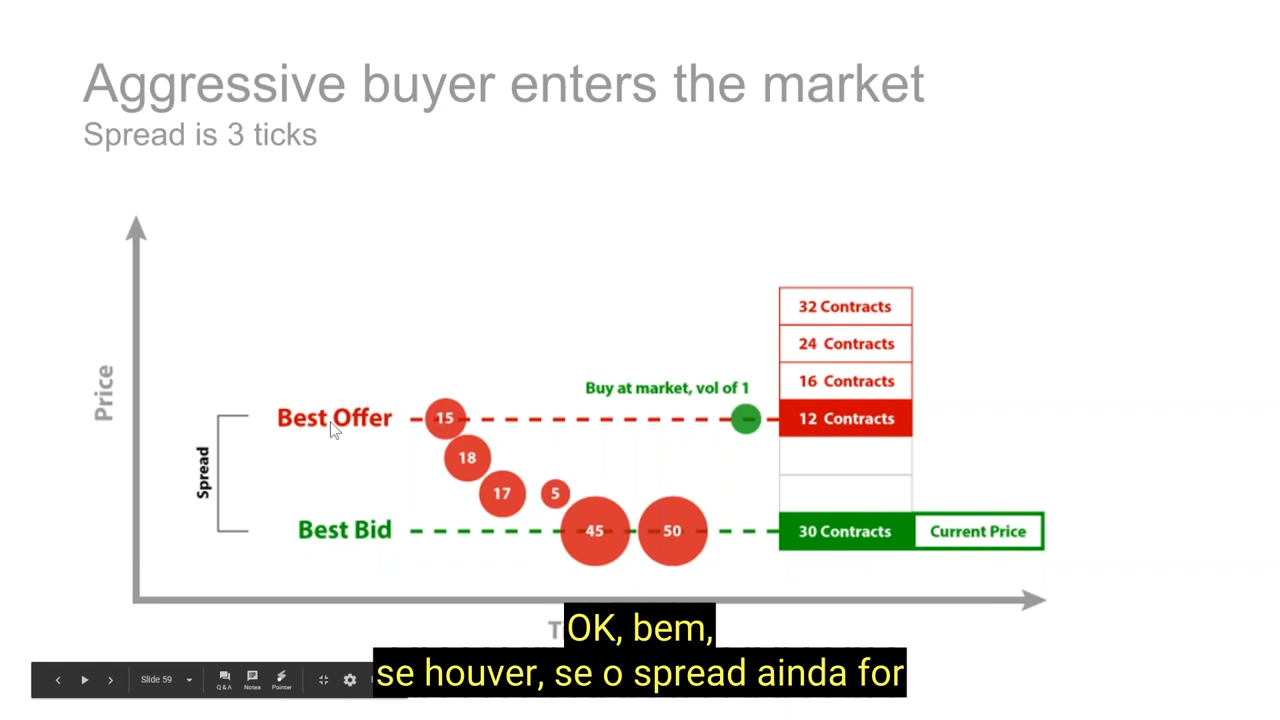 Aggressive buyer enters the market
Spread is 3 ticks
32 Contracts
24 Contracts
16 Contracts
Buy at market, vol of 1
Best Offer
15
12 Contracts
18
17
5
Spread
Price
Best Bid
45
50
30 Contracts
Current Price
OK, bem,
se houver, se o spread ainda for
Slide 59
Q & A
Notes
Pointer